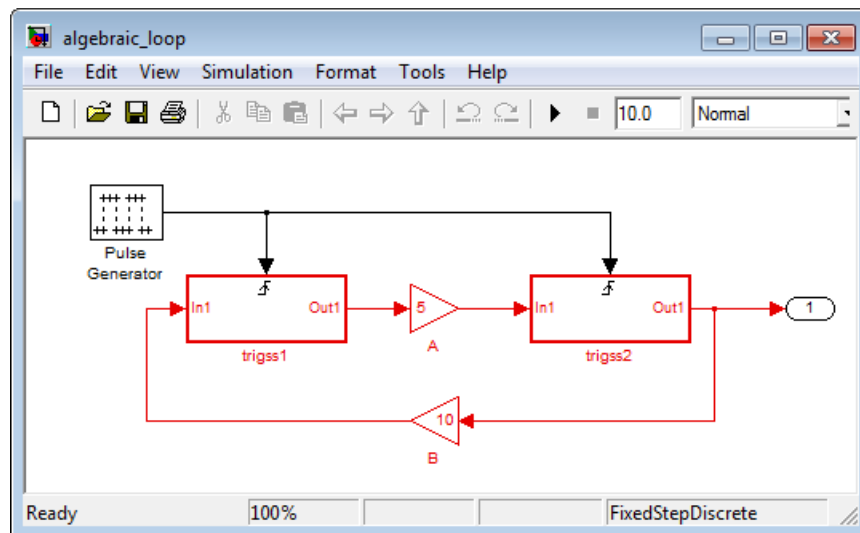 algebraic_loop
File Edit View Simulation Format Tools Help
10.0 Normal
Pulse
Generator
In1 Out1 5 In1 Out1 1
A
trigss1 trigss2
10
B
Ready 100% FixedStepDiscrete